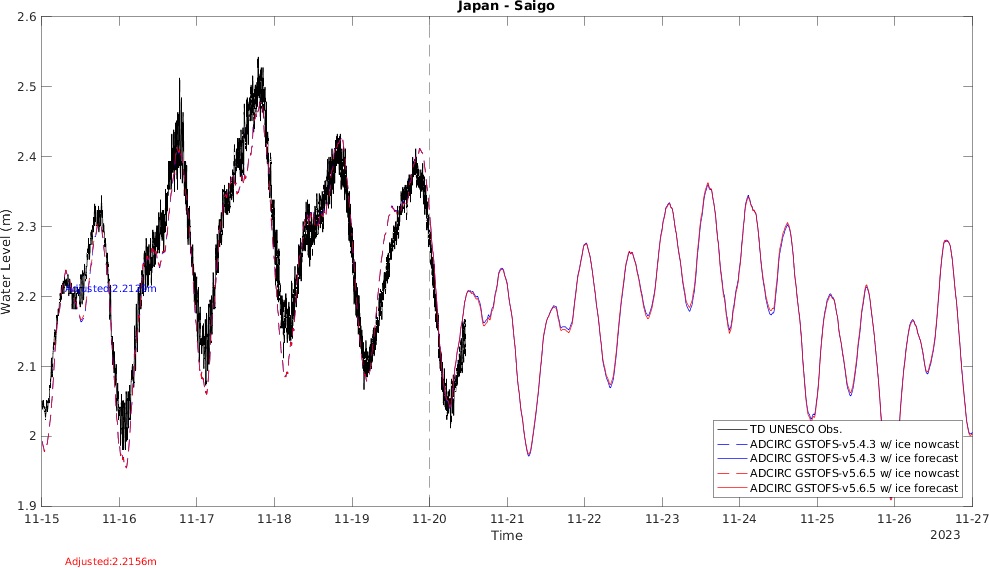 Japan - Saigo
2.6
2.5
2.4
2.3
2.2
2.1
2
1.9
Water Level (m)
11-15
11-16
11-17
11-18
11-19
11-20
11-21
11-22
11-23
11-24
11-25
11-26
11-27
Time
2023
TD UNESCO Obs.
ADCIRC GSTOFS-v5.4.3 w/ ice nowcast
ADCIRC GSTOFS-v5.4.3 w/ ice forecast
ADCIRC GSTOFS-v5.6.5 w/ ice nowcast
ADCIRC GSTOFS-v5.6.5 w/ ice forecast
Adjusted:2.2156m